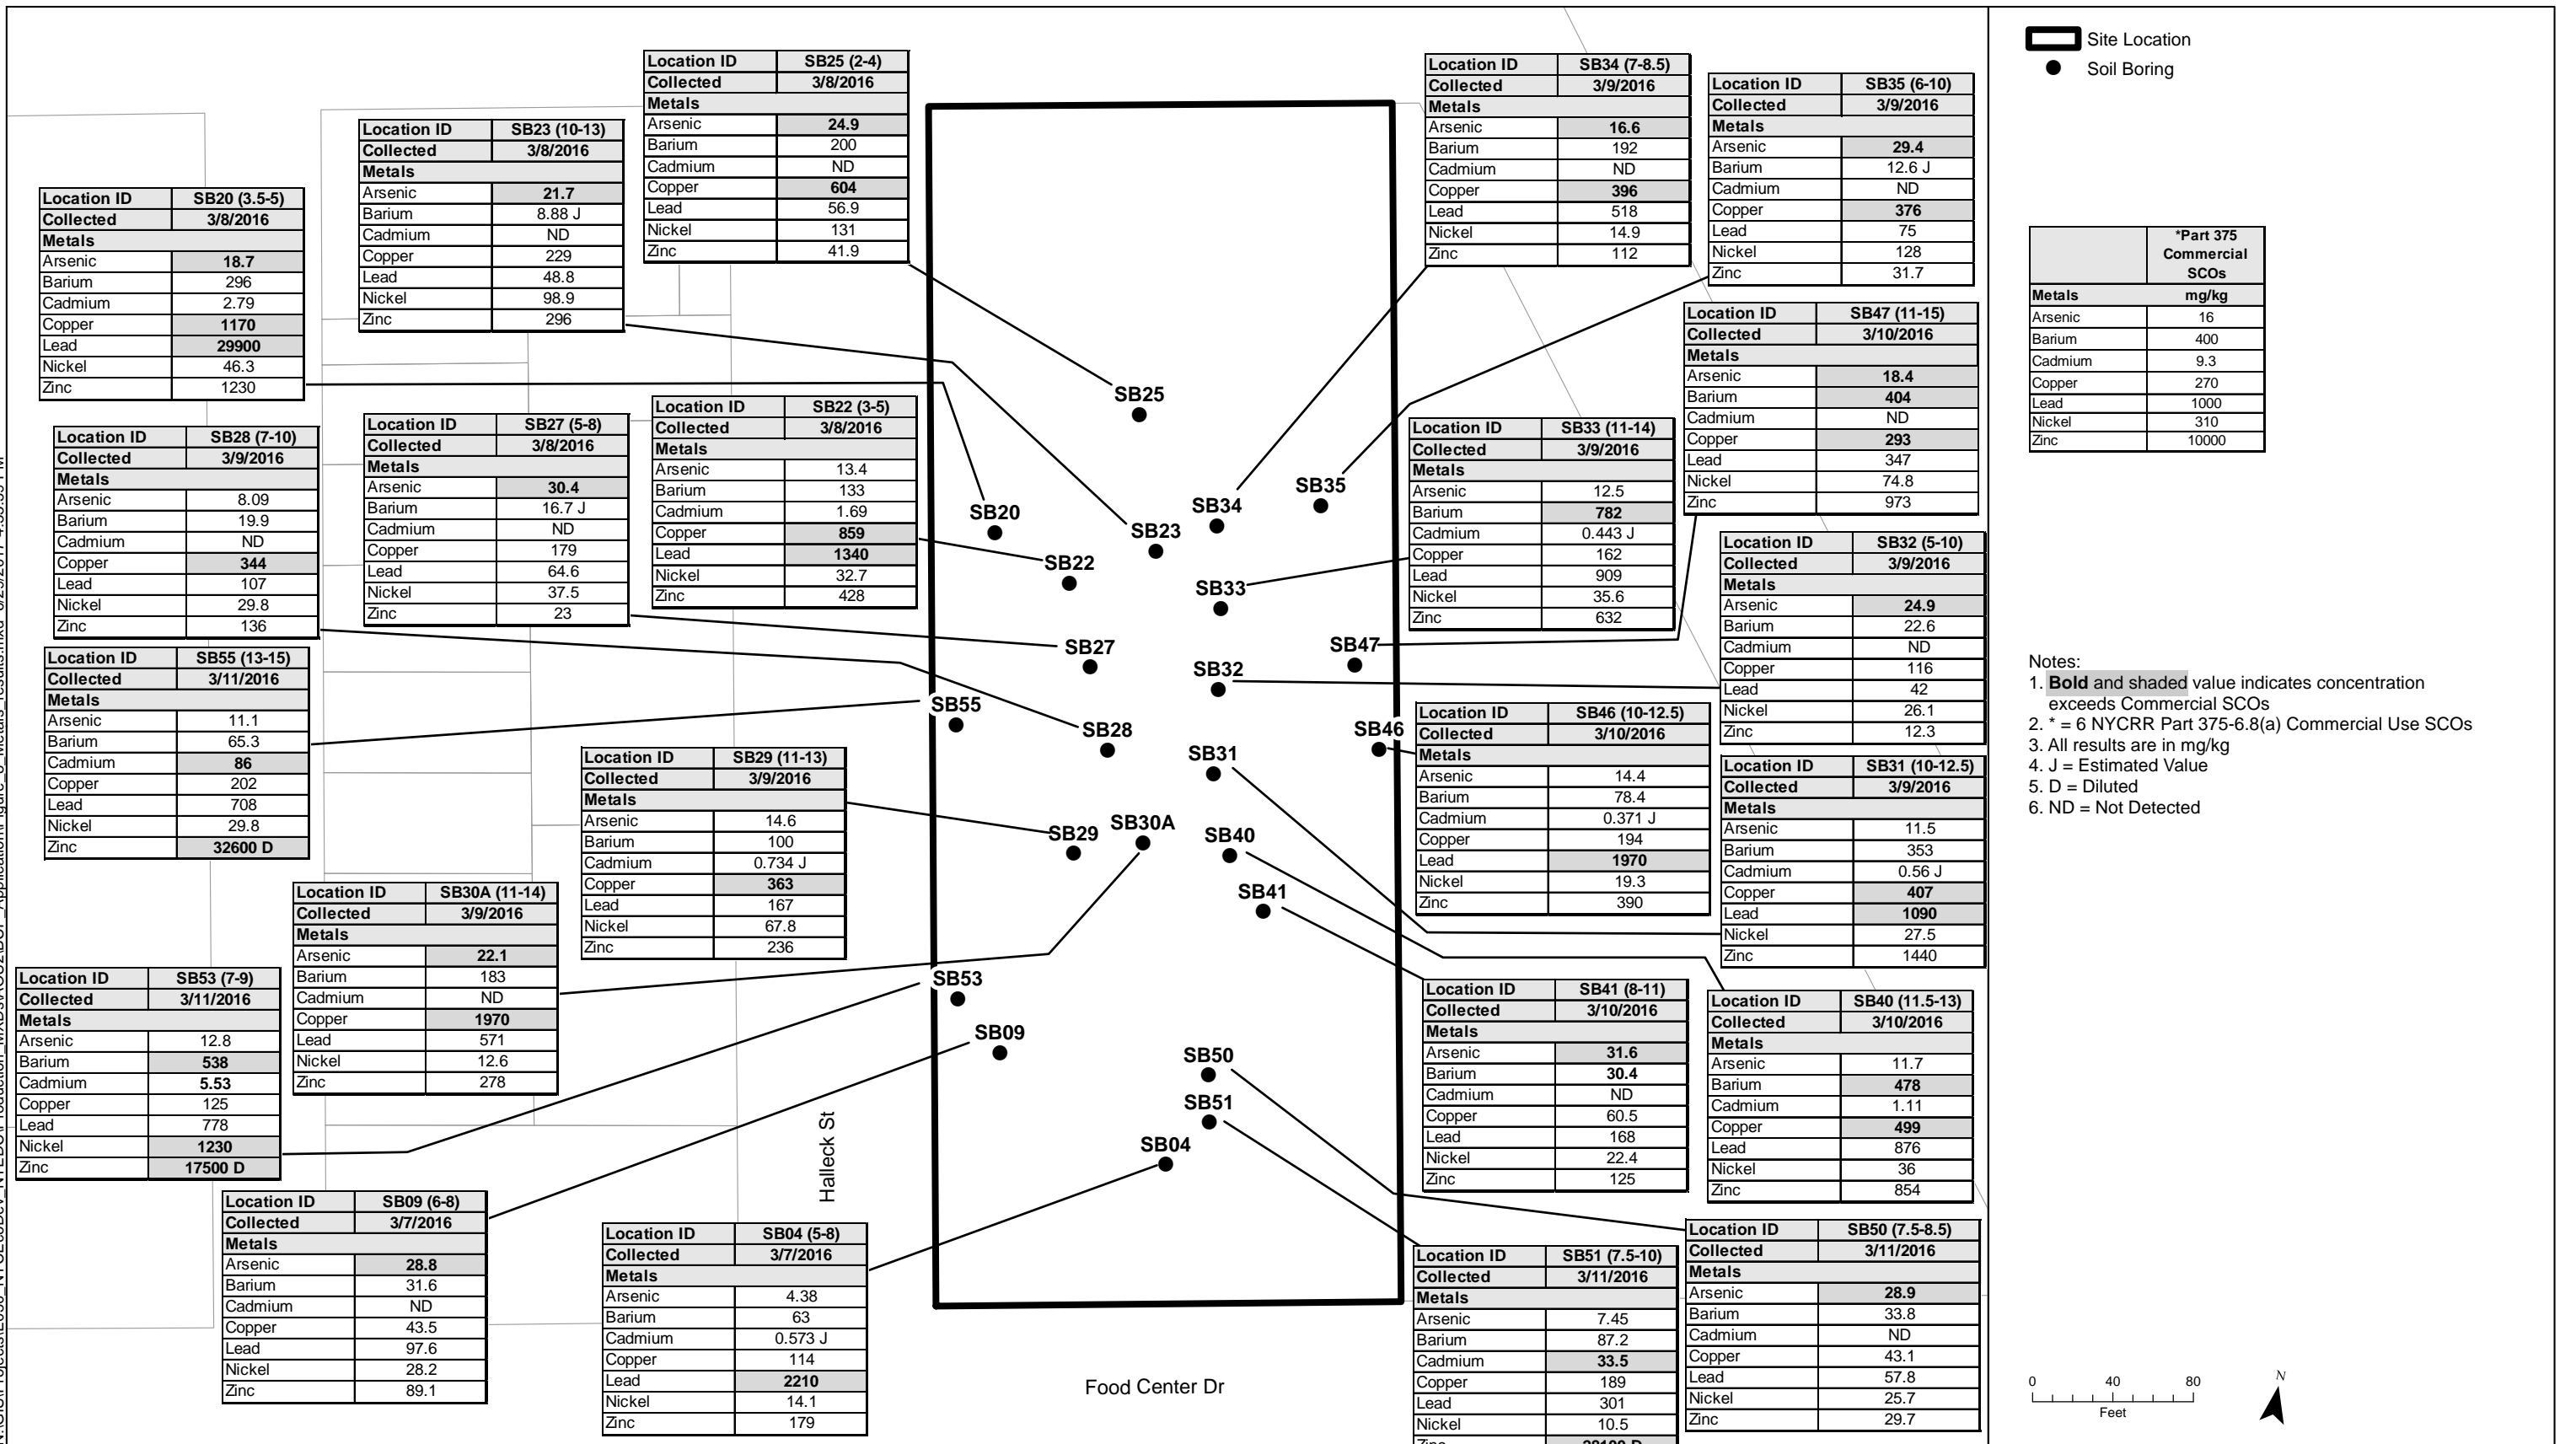 Location ID SB25 (2-4)
Collected 3/8/2016
Metals
Arsenic 24.9
Barium 200
Cadmium ND
Copper 604
Lead 56.9
Nickel 131
Zinc 41.9
Location ID SB34 (7-8.5)
Collected 3/9/2016
Metals
Arsenic 16.6
Barium 192
Cadmium ND
Copper 396
Lead 518
Nickel 14.9
Zinc 112
Location ID SB35 (6-10)
Collected 3/9/2016
Metals
Arsenic 29.4
Barium 12.6 J
Cadmium ND
Copper 376
Lead 75
Nickel 128
Zinc 31.7
Location ID SB23 (10-13)
Collected 3/8/2016
Metals
Arsenic 21.7
Barium 8.88 J
Cadmium ND
Copper 229
Lead 48.8
Nickel 98.9
Zinc 296
Location ID SB20 (3.5-5)
Collected 3/8/2016
Metals
Arsenic 18.7
Barium 296
Cadmium 2.79
Copper 1170
Lead 29900
Nickel 46.3
Zinc 1230
Location ID SB47 (11-15)
Collected 3/10/2016
Metals
Arsenic 18.4
Barium 404
Cadmium ND
Copper 293
Lead 347
Nickel 74.8
Zinc 973
Location ID SB28 (7-10)
Collected 3/9/2016
Metals
Arsenic 8.09
Barium 19.9
Cadmium ND
Copper 344
Lead 107
Nickel 29.8
Zinc 136
Location ID SB27 (5-8)
Collected 3/8/2016
Metals
Arsenic 30.4
Barium 16.7 J
Cadmium ND
Copper 179
Lead 64.6
Nickel 37.5
Zinc 23
Location ID SB22 (3-5)
Collected 3/8/2016
Metals
Arsenic 13.4
Barium 133
Cadmium 1.69
Copper 859
Lead 1340
Nickel 32.7
Zinc 428
Location ID SB33 (11-14)
Collected 3/9/2016
Metals
Arsenic 12.5
Barium 782
Cadmium 0.443 J
Copper 162
Lead 909
Nickel 35.6
Zinc 632
Location ID SB32 (5-10)
Collected 3/9/2016
Metals
Arsenic 24.9
Barium 22.6
Cadmium ND
Copper 116
Lead 42
Nickel 26.1
Zinc 12.3
Location ID SB55 (13-15)
Collected 3/11/2016
Metals
Arsenic 11.1
Barium 65.3
Cadmium 86
Copper 202
Lead 708
Nickel 29.8
Zinc 32600 D
Location ID SB29 (11-13)
Collected 3/9/2016
Metals
Arsenic 14.6
Barium 100
Cadmium 0.734 J
Copper 363
Lead 167
Nickel 67.8
Zinc 236
Location ID SB46 (10-12.5)
Collected 3/10/2016
Metals
Arsenic 14.4
Barium 78.4
Cadmium 0.371 J
Copper 194
Lead 1970
Nickel 19.3
Zinc 390
Location ID SB31 (10-12.5)
Collected 3/9/2016
Metals
Arsenic 11.5
Barium 353
Cadmium 0.56 J
Copper 407
Lead 1090
Nickel 27.5
Zinc 1440
Location ID SB30A (11-14)
Collected 3/9/2016
Metals
Arsenic 22.1
Barium 183
Cadmium ND
Copper 1970
Lead 571
Nickel 12.6
Zinc 278
Location ID SB53 (7-9)
Collected 3/11/2016
Metals
Arsenic 12.8
Barium 538
Cadmium 5.53
Copper 125
Lead 778
Nickel 1230
Zinc 17500 D
Location ID SB41 (8-11)
Collected 3/10/2016
Metals
Arsenic 31.6
Barium 30.4
Cadmium ND
Copper 60.5
Lead 168
Nickel 22.4
Zinc 125
Location ID SB40 (11.5-13)
Collected 3/10/2016
Metals
Arsenic 11.7
Barium 478
Cadmium 1.11
Copper 499
Lead 876
Nickel 36
Zinc 854
Location ID SB09 (6-8)
Collected 3/7/2016
Metals
Arsenic 28.8
Barium 31.6
Cadmium ND
Copper 43.5
Lead 97.6
Nickel 28.2
Zinc 89.1
Location ID SB04 (5-8)
Collected 3/7/2016
Metals
Arsenic 4.38
Barium 63
Cadmium 0.573 J
Copper 114
Lead 2210
Nickel 14.1
Zinc 179
Location ID SB51 (7.5-10)
Collected 3/11/2016
Metals
Arsenic 7.45
Barium 87.2
Cadmium 33.5
Copper 189
Lead 301
Nickel 10.5
Location ID SB50 (7.5-8.5)
Collected 3/11/2016
Metals
Arsenic 28.9
Barium 33.8
Cadmium ND
Copper 43.1
Lead 57.8
Nickel 25.7
Zinc 29.7
SB25
SB35
SB34
SB20
SB23
SB22
SB33
SB27
SB47
SB32
SB55
SB28
SB46
SB31
SB29
SB30A
SB40
SB41
SB53
SB09
SB50
SB51
SB04
Halleck St
Food Center Dr
Site Location
Soil Boring
*Part 375
Commercial
SCOs
Metals mg/kg
Arsenic 16
Barium 400
Cadmium 9.3
Copper 270
Lead 1000
Nickel 310
Zinc 10000
Notes:
1. Bold and shaded value indicates concentration
exceeds Commercial SCOs
2. * = 6 NYCRR Part 375-6.8(a) Commercial Use SCOs
3. All results are in mg/kg
4. J = Estimated Value
5. D = Diluted
6. ND = Not Detected
0 40 80
Feet
N